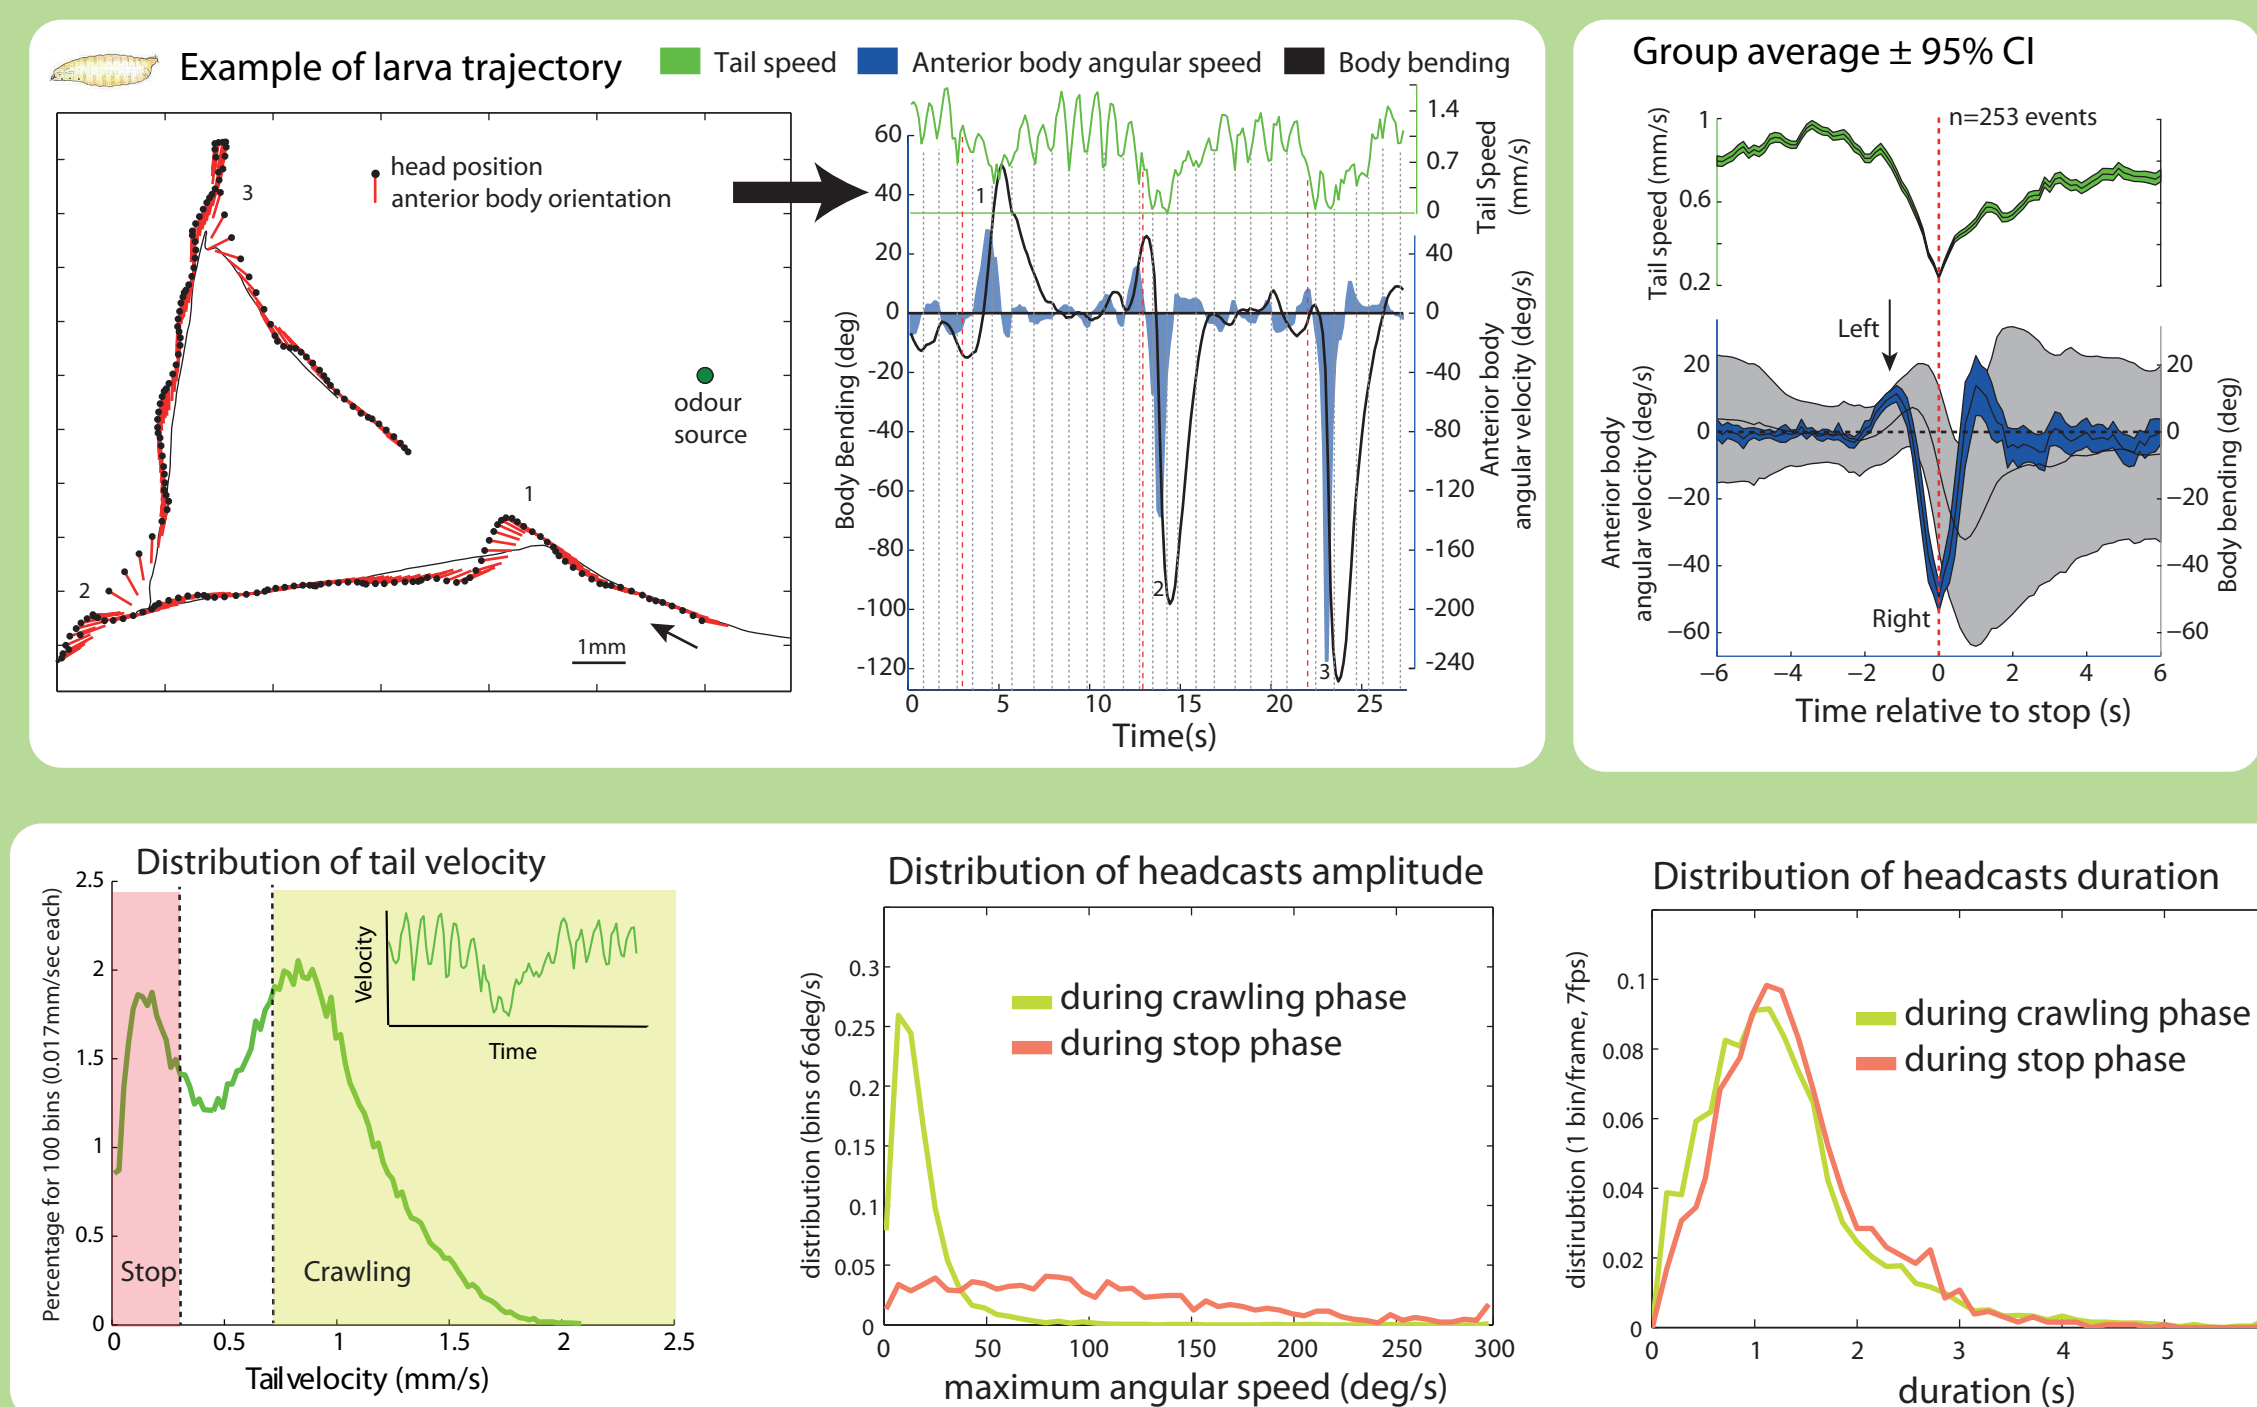 Example of larva trajectory
Tail speed
Anterior body angular speed
Body bending
head position
anterior body orientation
3
odour
source
1
2
1mm
60
40
20
0
-20
-40
-60
-80
-100
-120
Body Bending (deg)
1
2
3
1.4
0.7
0
Tail Speed
(mm/s)
40
0
-40
-80
-120
-160
-200
-240
Anterior body
angular velocity (deg/s)
0 5 10 15 20 25
Time(s)
Group average ± 95% CI
n=253 events
1
0.6
0.2
Tail speed (mm/s)
Left
Right
20
0
−20
−40
−60
Anterior body
angular velocity (deg/s)
20
0
−20
−40
−60
Body bending (deg)
−6 −4 −2 0 2 4 6
Time relative to stop (s)
Distribution of tail velocity
2.5
2
1.5
1
0.5
0
Percentage for 100 bins (0.017mm/sec each)
Velocity
Time
Stop
Crawling
0 0.5 1 1.5 2 2.5
Tail velocity (mm/s)
Distribution of headcasts amplitude
0.3
0.25
0.2
0.15
0.1
0.05
0
distribution (bins of 6deg/s)
during crawling phase
during stop phase
0 50 100 150 200 250 300
maximum angular speed (deg/s)
Distribution of headcasts duration
0.1
0.08
0.06
0.04
0.02
0
distirubtion (1 bin/frame, 7fps)
during crawling phase
during stop phase
0 1 2 3 4 5
duration (s)